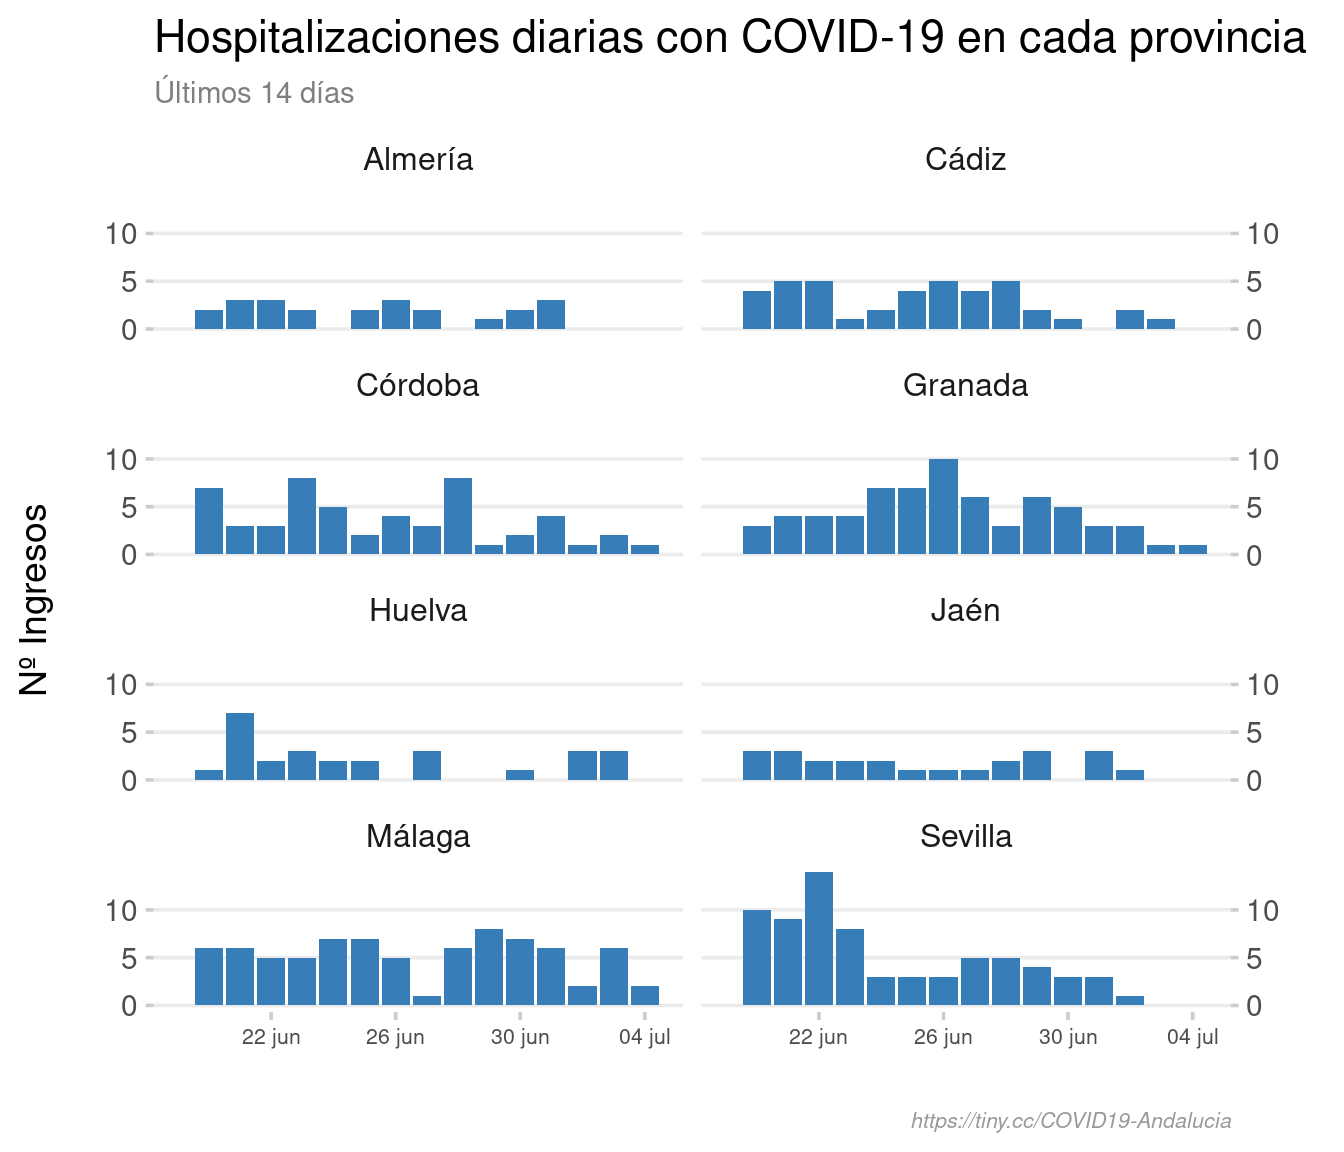 Hospitalizaciones diarias con COVID-19 en cada provincia
Últimos 14 días
Almería
Cádiz
10
5
0
10
5
0
Córdoba
Granada
10
5
0
10
5
0
Nº Ingresos
Huelva
Jaén
10
5
0
10
5
0
Málaga
Sevilla
10
5
0
10
5
0
22 jun 26 jun 30 jun 04 jul
22 jun 26 jun 30 jun 04 jul
https://tiny.cc/COVID19-Andalucia